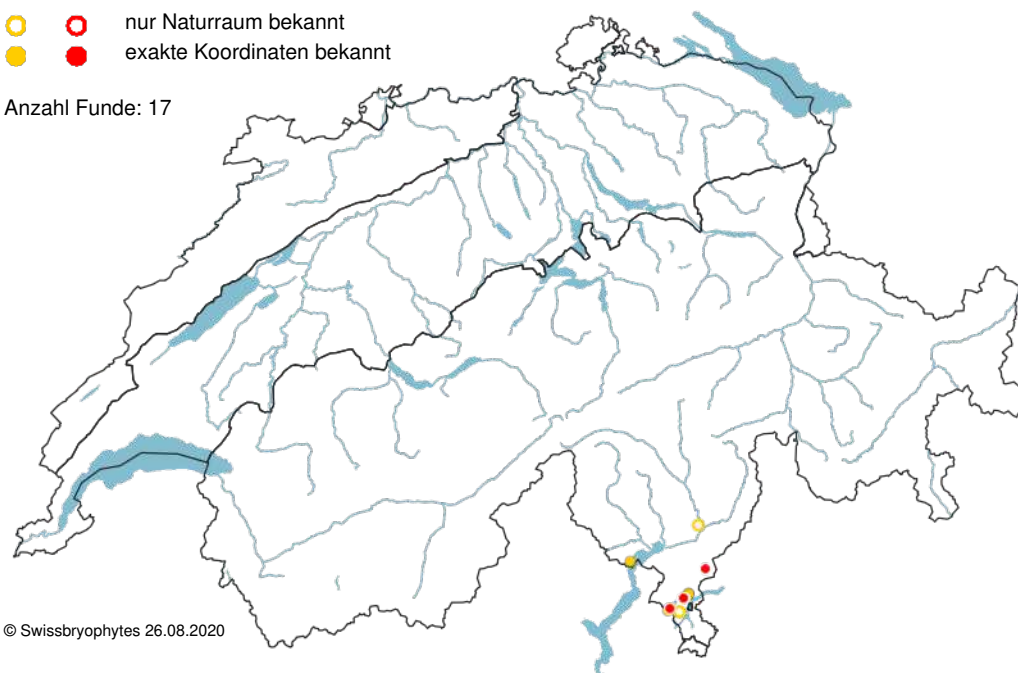 nur Naturraum bekannt
exakte Koordinaten bekannt
Anzahl Funde: 17
© Swissbryophytes 26.08.2020